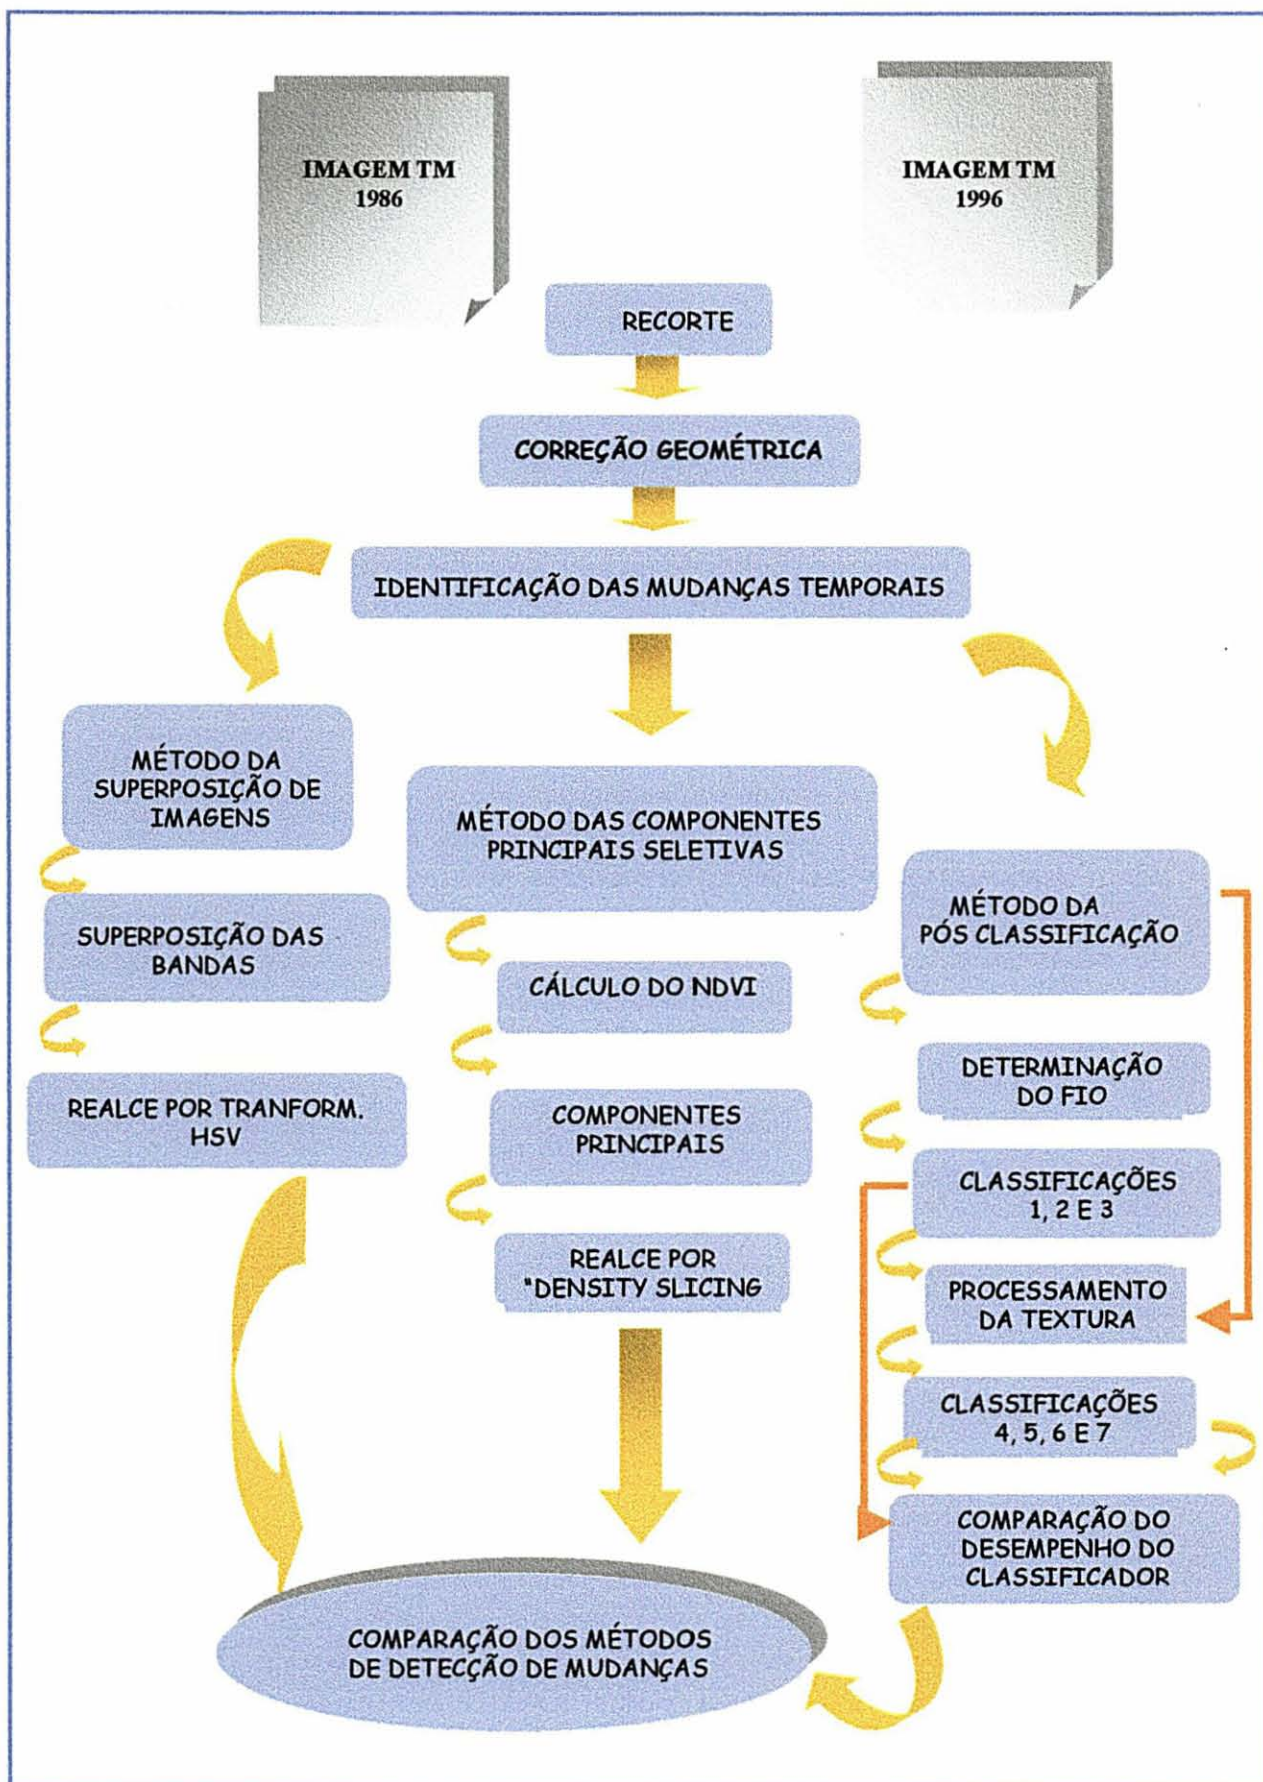 IMAGEM TM
1986
IMAGEM TM
1996
RECORTE
CORREÇÃO GEOMÉTRICA
IDENTIFICAÇÃO DAS MUDANÇAS TEMPORAIS
MÉTODO DA
SUPERPOSIÇÃO DE
IMAGENS
SUPERPOSIÇÃO DAS
BANDAS
REALCE POR TRANFORM.
HSV
MÉTODO DAS COMPONENTES
PRINCIPAIS SELETIVAS
CÁLCULO DO NDVI
COMPONENTES
PRINCIPAIS
REALCE POR
"DENSITY SLICING
MÉTODO DA
PÓS CLASSIFICAÇÃO
DETERMINAÇÃO
DO FIO
CLASSIFICAÇÕES
1, 2 E 3
PROCESSAMENTO
DA TEXTURA
CLASSIFICAÇÕES
4, 5, 6 E 7
COMPARAÇÃO DO
DESEMPENHO DO
CLASSIFICADOR
COMPARAÇÃO DOS MÉTODOS
DE DETECÇÃO DE MUDANÇAS